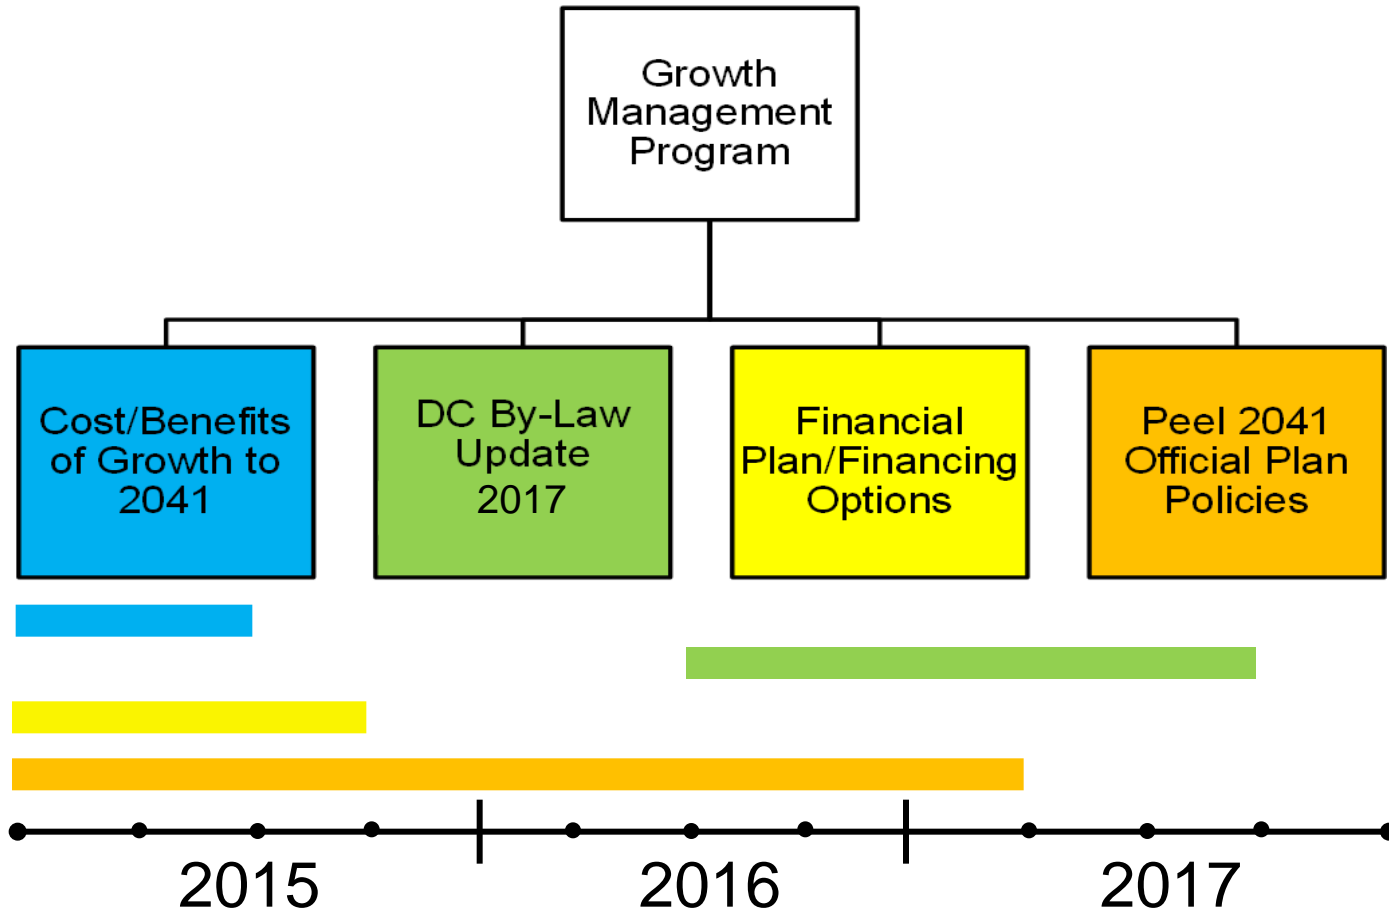 Growth
Management
Program
Cost/Benefits
of Growth to
2041
DC By-Law
Update
2017
Financial
Plan/Financing
Options
Peel 2041
Official Plan
Policies
2015
2016
2017